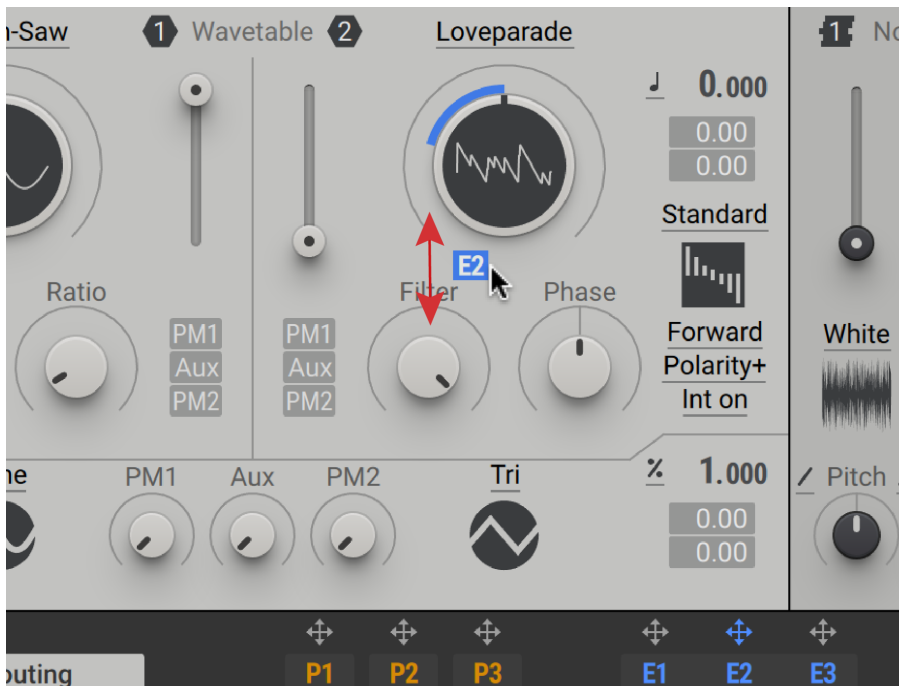 n-Saw
1 Wavetable 2
Loveparade
0.000
0.00
0.00
Standard
Ratio
E2
Filter
Phase
PM1
Aux
PM2
PM1
Aux
PM2
Forward
Polarity+
Int on
1
No
White
ne
PM1
Aux
PM2
Tri
%
1.000
0.00
0.00
Pitch
outing
P1
P2
P3
E1
E2
E3